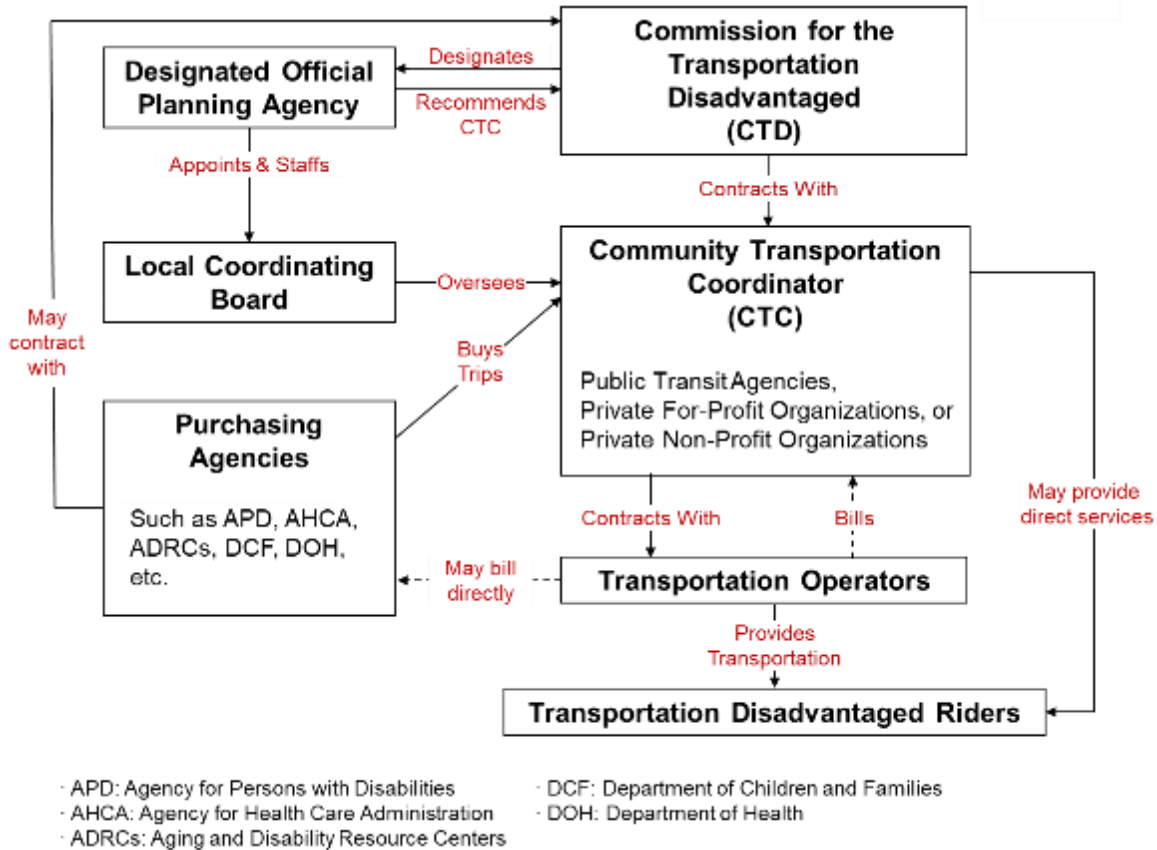 Commission for the
Transportation
Disadvantaged
(CTD)
Designated Official
Planning Agency
Designates
Recommends
CTC
Appoints & Staffs
Contracts With
Local Coordinating
Board
Oversees
Community Transportation
Coordinator
(CTC)
Public Transit Agencies,
Private For-Profit Organizations, or
Private Non-Profit Organizations
May
contract
with
Buys
Trips
Purchasing
Agencies
Such as APD, AHCA,
ADRCs, DCF, DOH,
etc.
Contracts With
Bills
May provide
direct services
May bill
directly
Transportation Operators
Provides
Transportation
Transportation Disadvantaged Riders
· APD: Agency for Persons with Disabilities
· AHCA: Agency for Health Care Administration
· ADRCs: Aging and Disability Resource Centers
· DCF: Department of Children and Families
· DOH: Department of Health